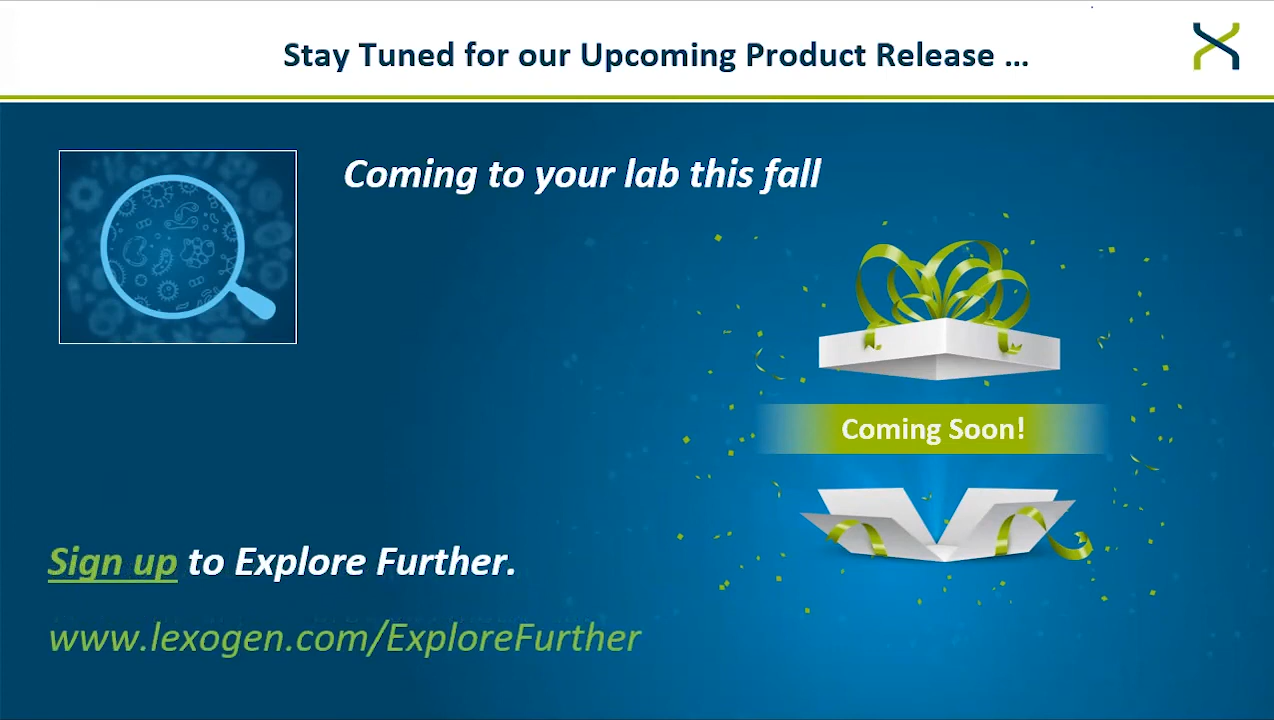 Stay Tuned for our Upcoming Product Release ...
Coming to your lab this fall
Coming Soon!
Sign up to Explore Further.
www.lexogen.com/ExploreFurther